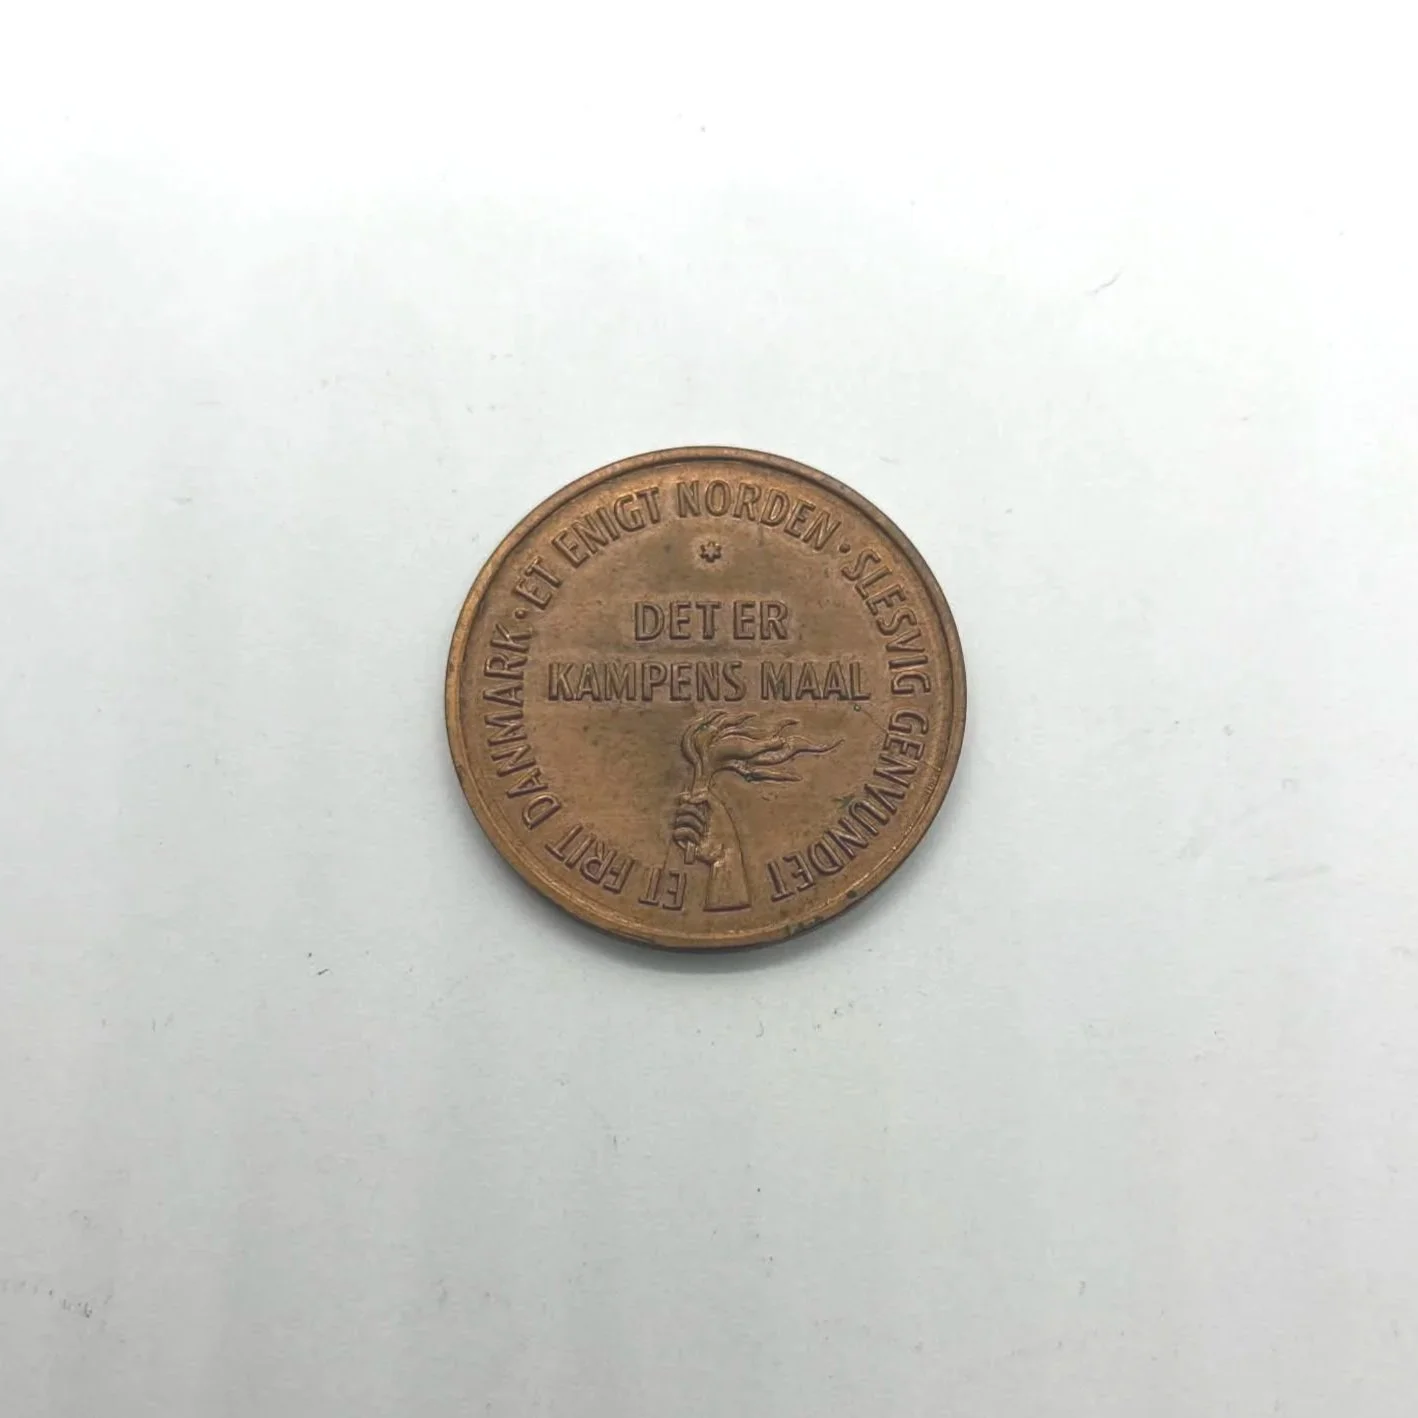 ET FRIT DANMARK · ET ENIGT NORDEN · SLESVIG GENVUNDET
DET ER
KAMPENS MAAL